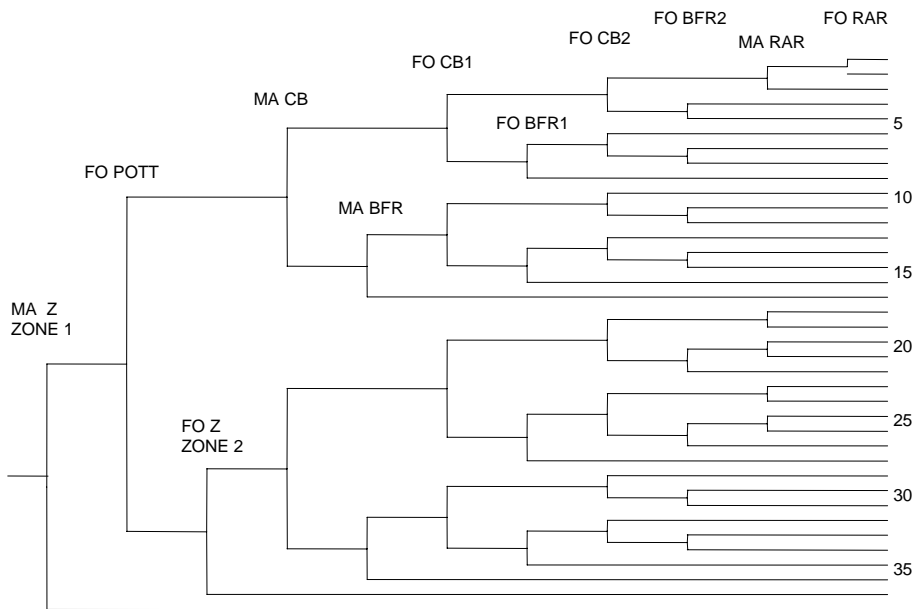 FO BFR2
FO RAR
FO CB2
MA RAR
FO CB1
MA CB
FO BFR1
5
FO POTT
10
MA BFR
15
MA Z
ZONE 1
20
FO Z
ZONE 2
25
30
35